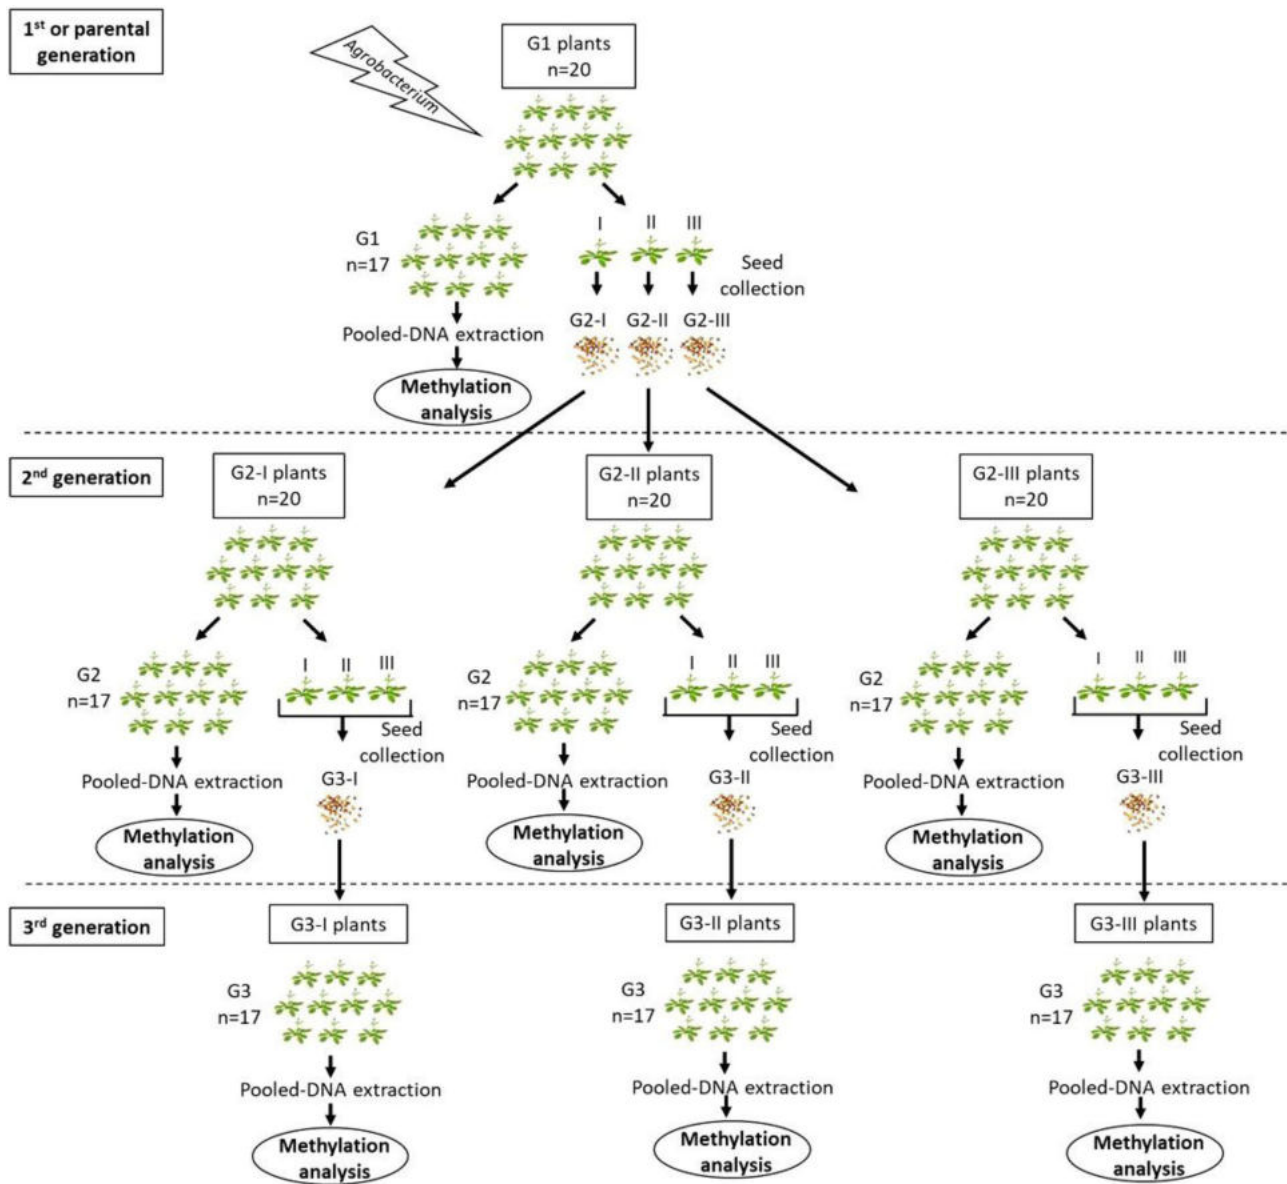 1st or parental
generation
Agrobacterium
G1 plants
n=20
G1
n=17
I
II
III
Seed
collection
Pooled-DNA extraction
G2-I
G2-II
G2-III
Methylation
analysis
2nd generation
G2-I plants
n=20
G2-II plants
n=20
G2-III plants
n=20
G2
n=17
I
II
III
Seed
collection
Pooled-DNA extraction
G3-I
Methylation
analysis
G2
n=17
I
II
III
Seed
collection
Pooled-DNA extraction
G3-II
Methylation
analysis
G2
n=17
I
II
III
Seed
collection
Pooled-DNA extraction
G3-III
Methylation
analysis
3rd generation
G3-I plants
G3
n=17
Pooled-DNA extraction
Methylation
analysis
G3-II plants
G3
n=17
Pooled-DNA extraction
Methylation
analysis
G3-III plants
G3
n=17
Pooled-DNA extraction
Methylation
analysis